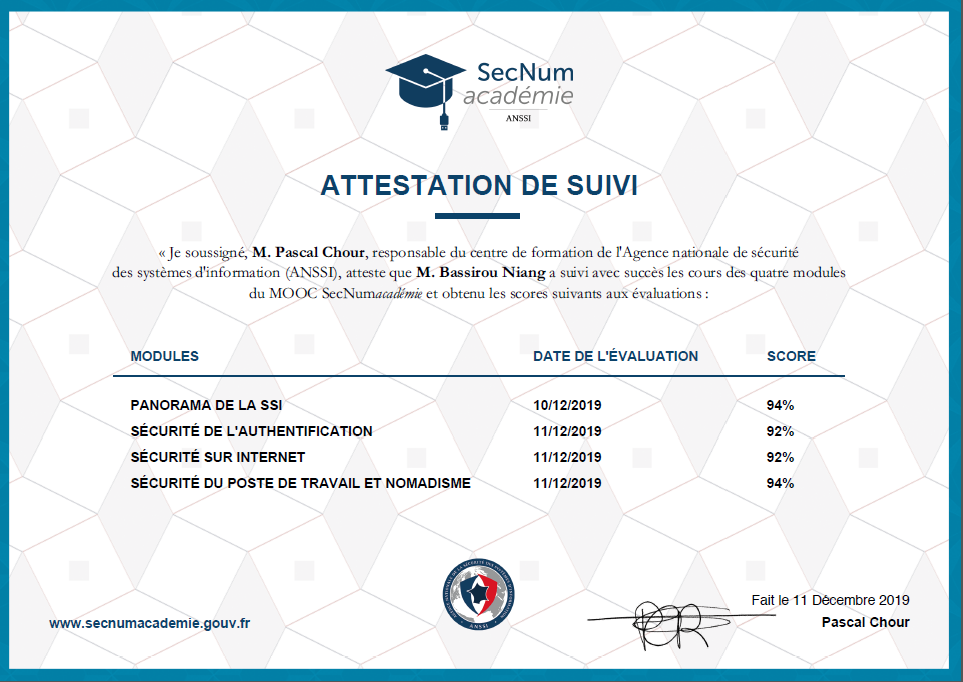 SecNum
académie
ANSSI
ATTESTATION DE SUIVI
« Je soussigné, M. Pascal Chour, responsable du centre de formation de l'Agence nationale de sécurité
des systèmes d'information (ANSSI), atteste que M. Bassirou Niang a suivi avec succès les cours des quatre modules
du MOOC SecNumacadémie et obtenu les scores suivants aux évaluations :
MODULES DATE DE L'ÉVALUATION SCORE
PANORAMA DE LA SSI 10/12/2019 94%
SÉCURITÉ DE L'AUTHENTIFICATION 11/12/2019 92%
SÉCURITÉ SUR INTERNET 11/12/2019 92%
SÉCURITÉ DU POSTE DE TRAVAIL ET NOMADISME 11/12/2019 94%
ANSSI
Fait le 11 Décembre 2019
www.secnumacademie.gouv.fr Pascal Chour